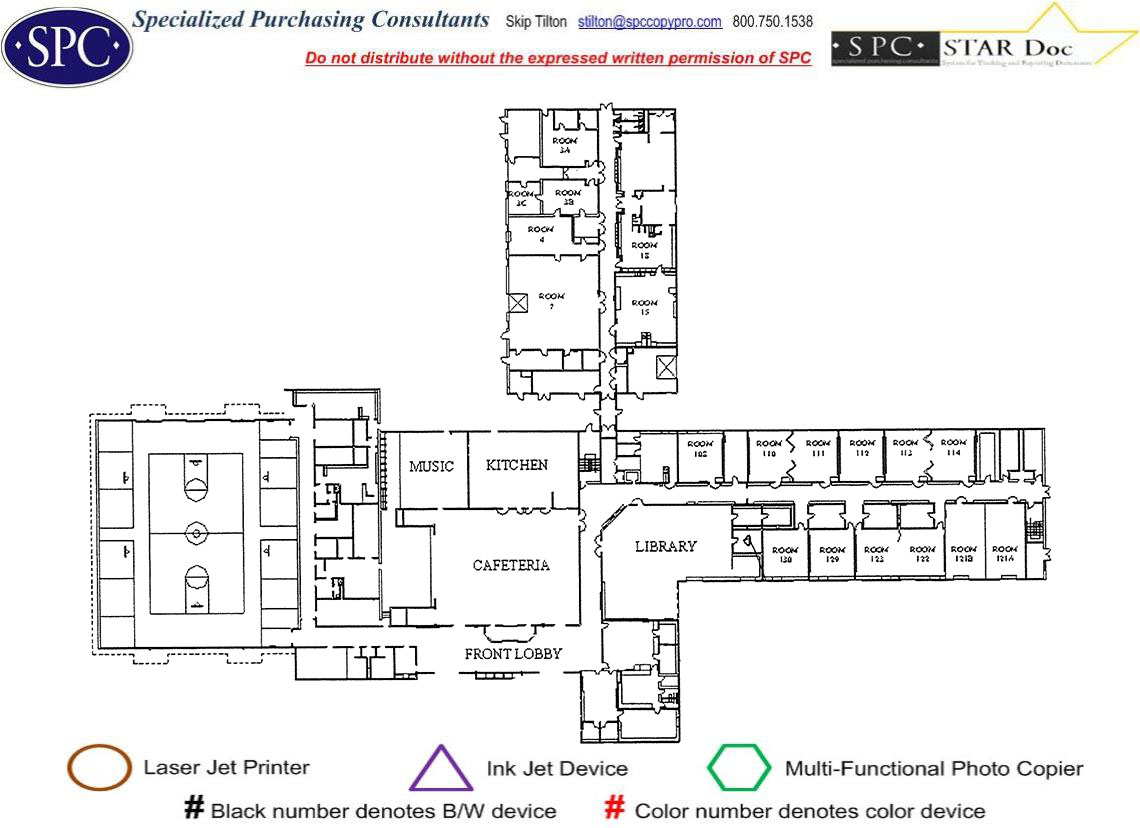 SPC
Specialized Purchasing Consultants Skip Tilton stilton@spccopypro.com 800.750.1538
Do not distribute without the expressed written permission of SPC
SPC STAR Doc
specialized purchasing consultants System for Tracking and Reporting Documents
ROOM
3A
ROOM
3C
ROOM
3B
ROOM
4
ROOM
ROOM
7
ROOM
15
MUSIC
KITCHEN
ROOM
ROOM
110
ROOM
111
ROOM
112
ROOM
113
ROOM
114
CAFETERIA
LIBRARY
ROOM
130
ROOM
129
ROOM
123
ROOM
122
ROOM
121B
ROOM
121A
FRONT LOBBY
Laser Jet Printer
Ink Jet Device
Multi-Functional Photo Copier
# Black number denotes B/W device
# Color number denotes color device